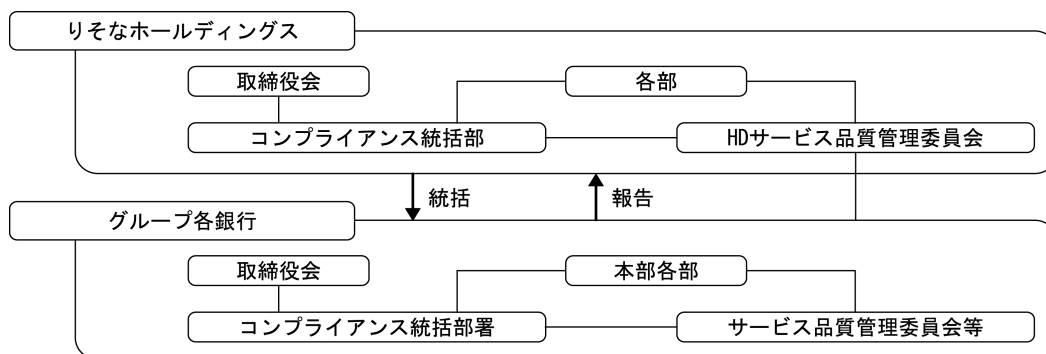 りそなホールディングス
取締役会
各部
コンプライアンス統括部
HDサービス品質管理委員会
統括
報告
グループ各銀行
取締役会
本部各部
コンプライアンス統括部署
サービス品質管理委員会等